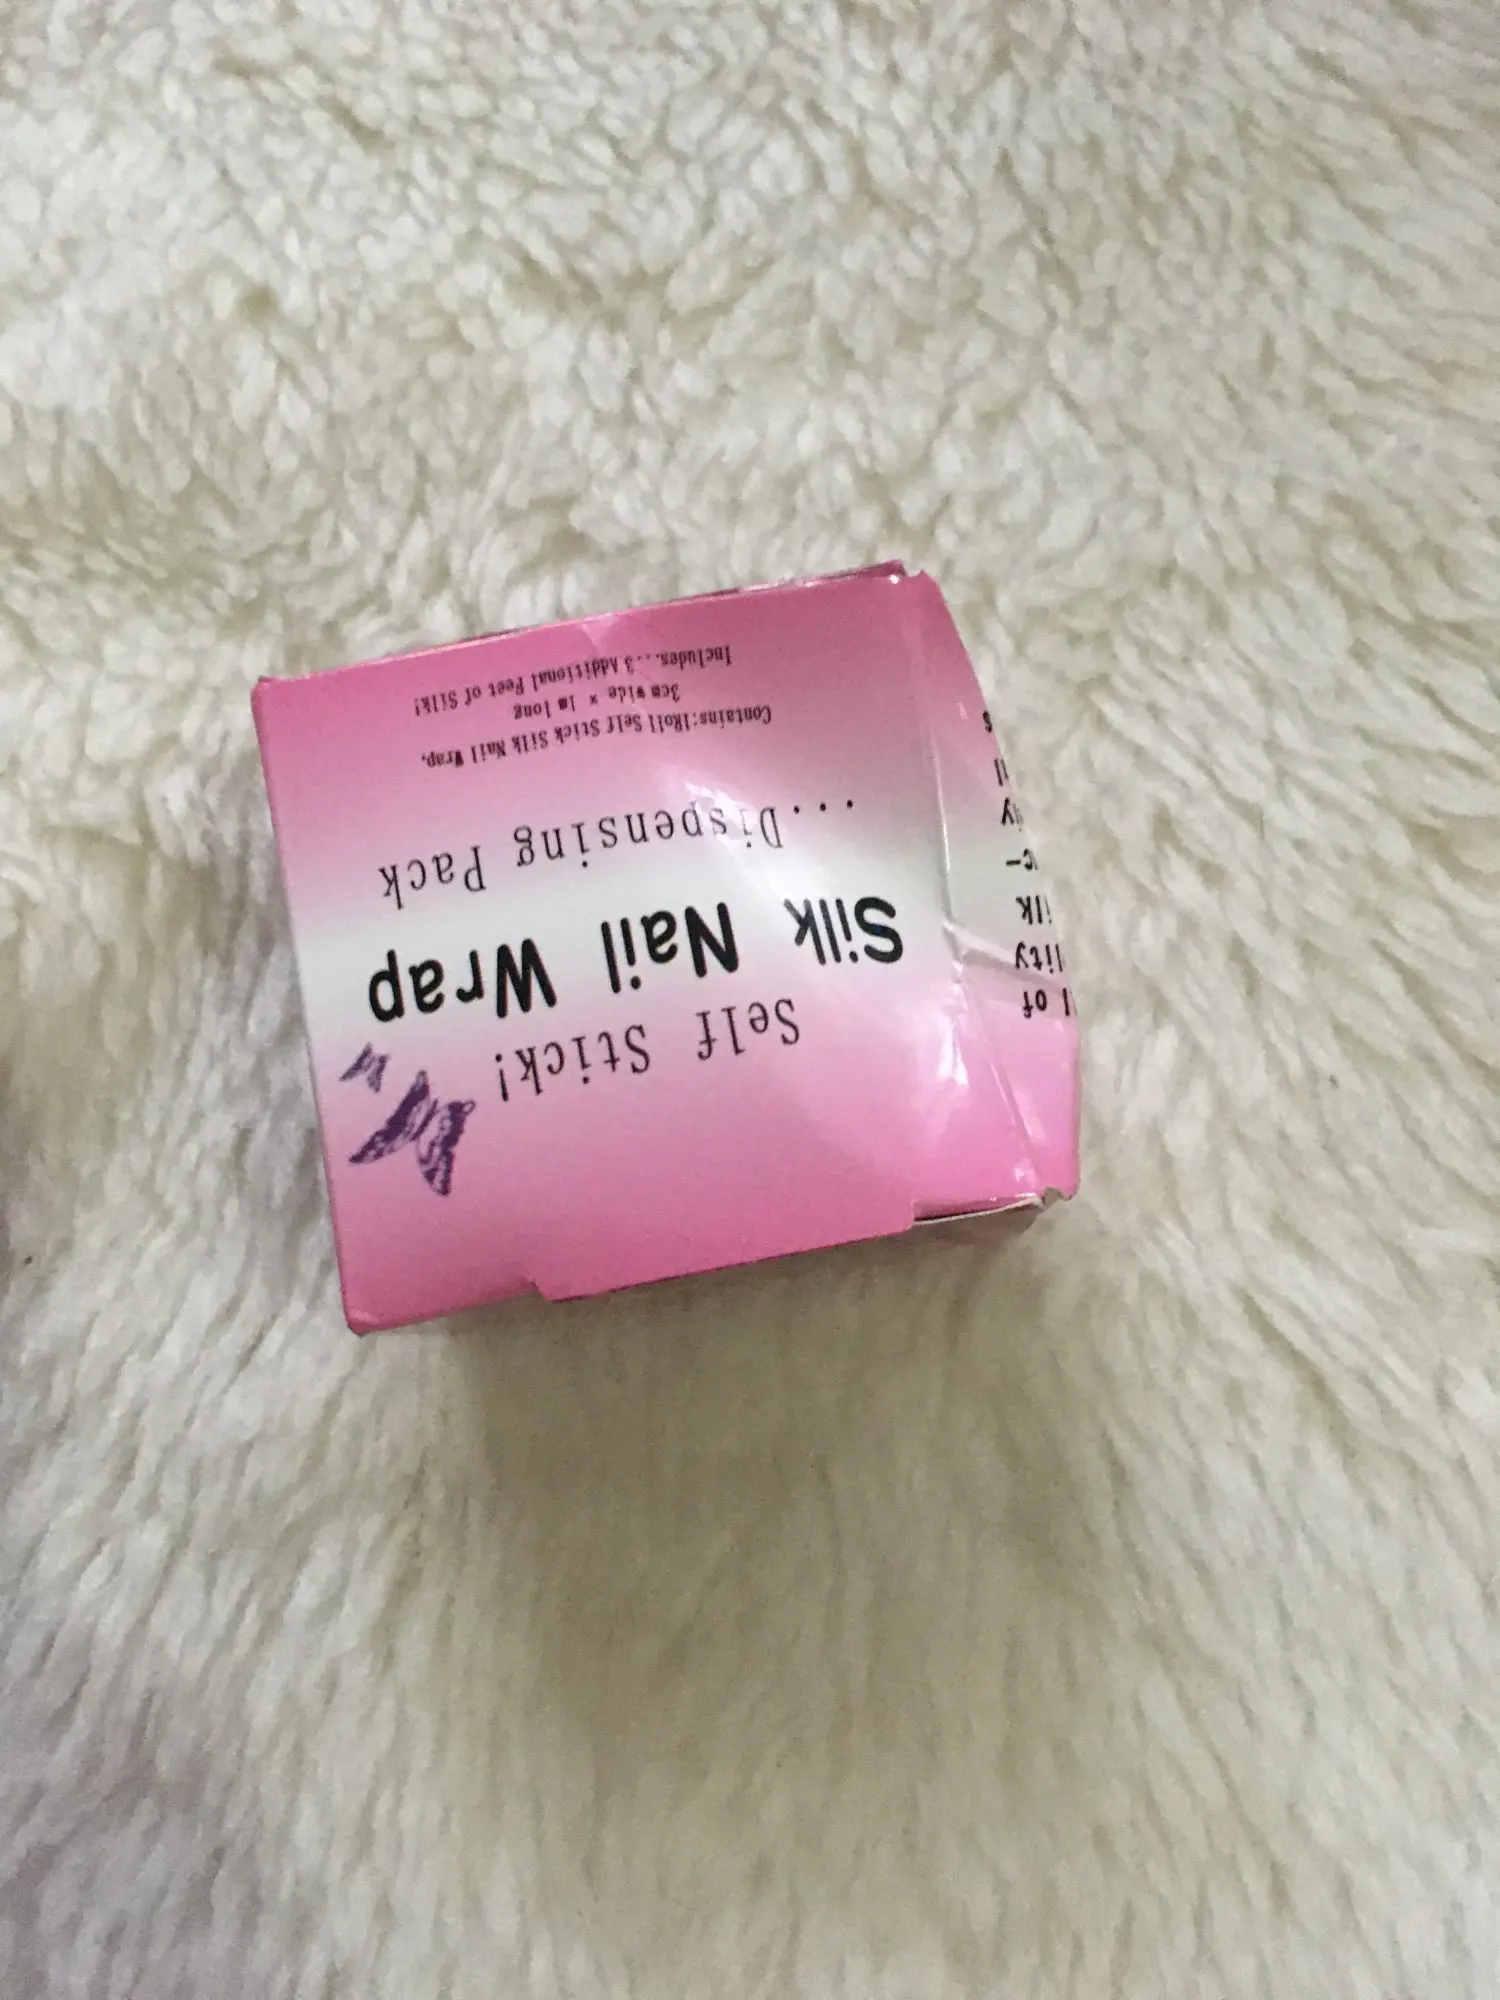 Self Stick!
Silk Nail Wrap
...Dispensing Pack
Contains:1Roll Self Stick Silk Nail Wrap,
3cm wide × 1m long
Includes....3 Additional Feet of Silk!
of